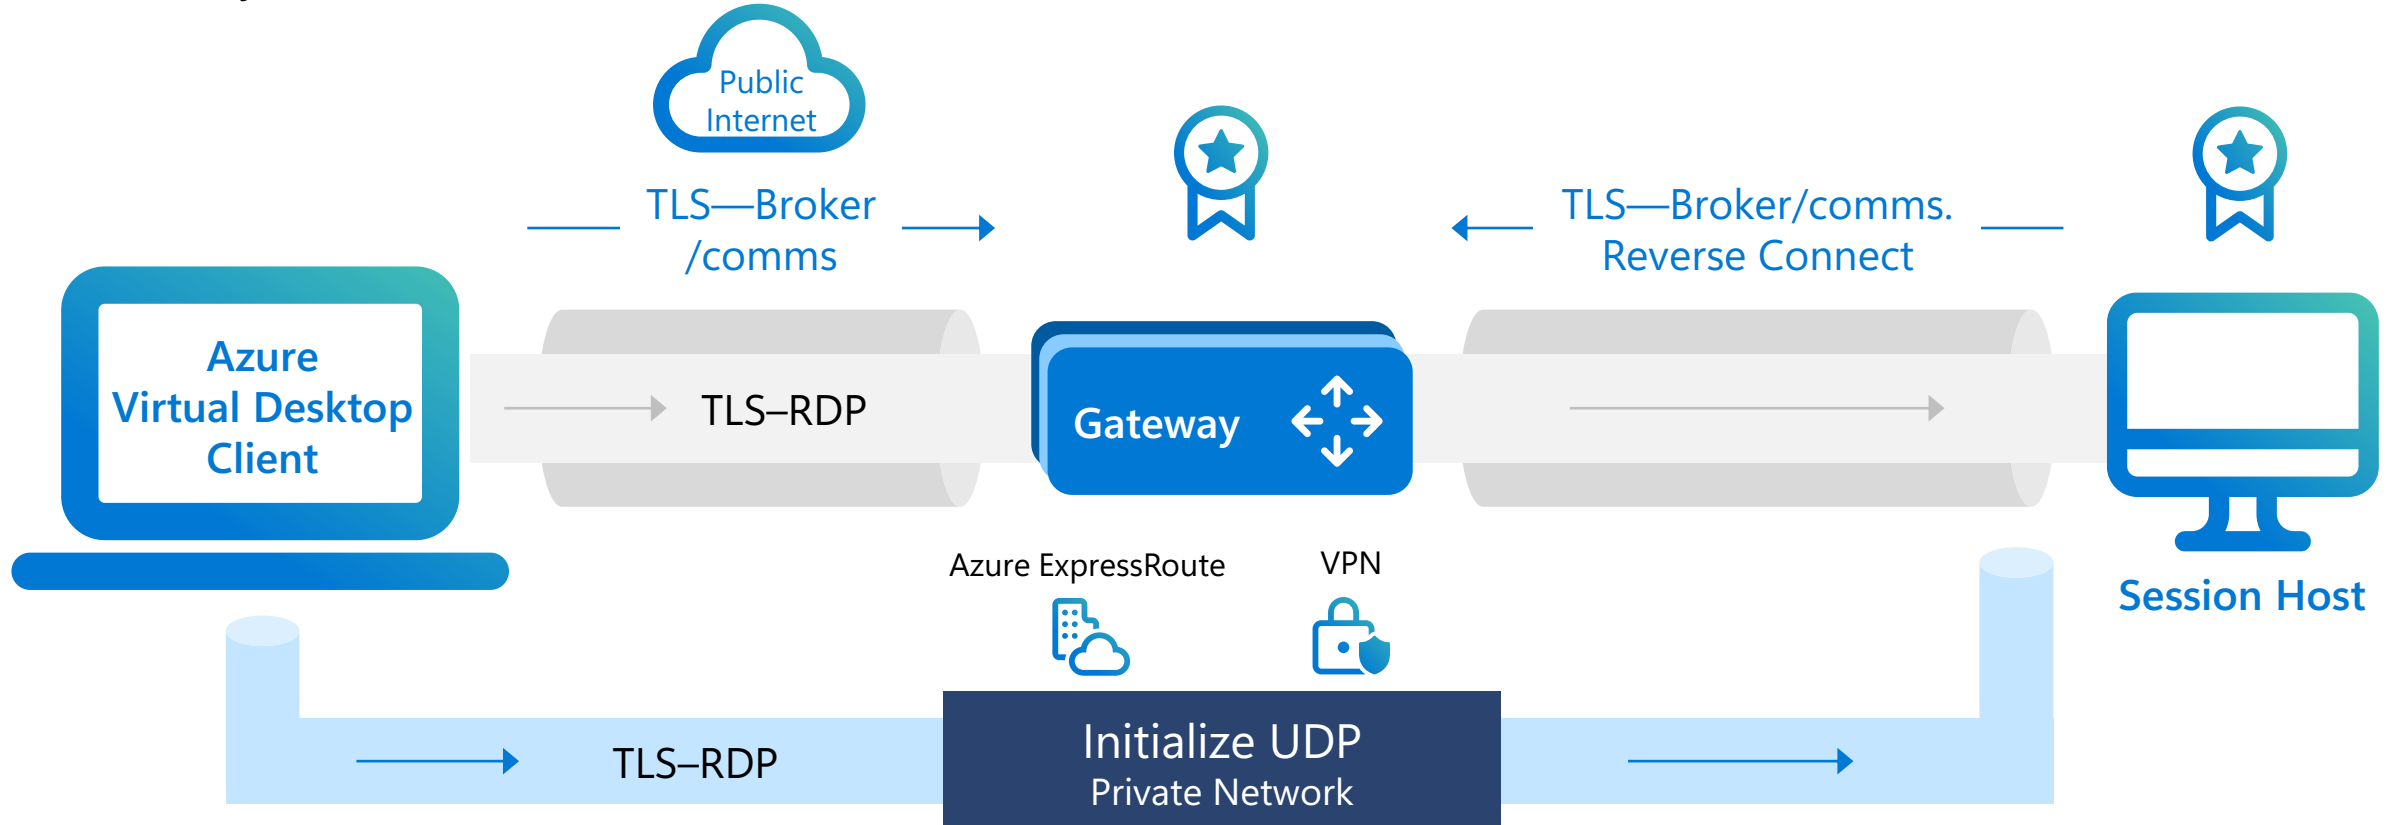 Public
Internet
TLS—Broker
/comms
TLS—Broker/comms.
Reverse Connect
Azure
Virtual Desktop
Client
TLS–RDP
Gateway
Azure ExpressRoute
VPN
Session Host
TLS–RDP
Initialize UDP
Private Network